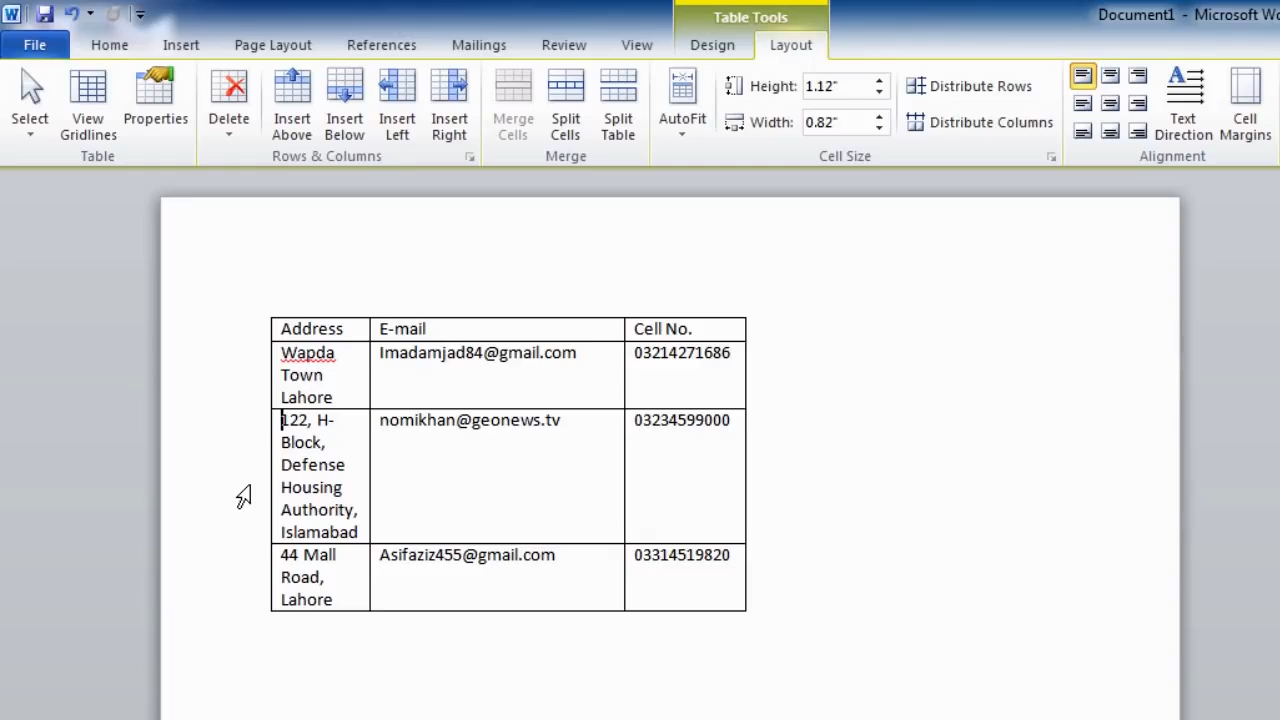 Table Tools
Document1 - Microsoft Wo
File Home Insert Page Layout References Mailings Review View Design Layout
Select
View Gridlines
Properties
Delete
Insert Above
Insert Below
Insert Left
Insert Right
Merge Cells
Split Cells
Split Table
AutoFit
Height: 1.12"
Width: 0.82"
Distribute Rows
Distribute Columns
Text Direction
Cell Margins
Table
Rows & Columns
Merge
Cell Size
Alignment
Address E-mail Cell No.
Wapda Imadamjad84@gmail.com 03214271686
Town
Lahore
122, H- nomikhan@geonews.tv 03234599000
Block,
Defense
Housing
Authority,
Islamabad
44 Mall Asifaziz455@gmail.com 03314519820
Road,
Lahore